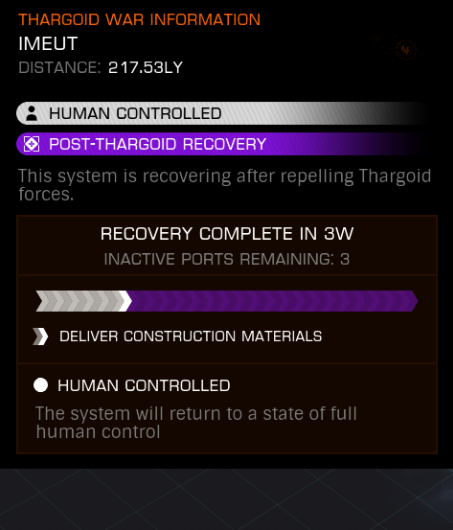 THARGOID WAR INFORMATION
IMEUT
DISTANCE: 217.53LY
HUMAN CONTROLLED
POST-THARGOID RECOVERY
This system is recovering after repelling Thargoid
forces.
RECOVERY COMPLETE IN 3W
INACTIVE PORTS REMAINING: 3
DELIVER CONSTRUCTION MATERIALS
HUMAN CONTROLLED
The system will return to a state of full
human control